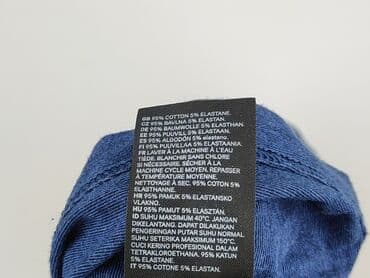 GB 95% COTTON 5% ELASTANE.
CZ 95% BAVLNA 5% ELASTAN.
DE 95% BAUMWOLLE 5% ELASTHAN.
EE 95% PUUVILL 5% ELASTAAN.
ES 95% ALGODÓN 5% elastano.
FI 95% PUUVILLAA 5% ELASTAANIA.
FR LAVER À LA MACHINE À L'EAU
TIÈDE. BLANCHIR SANS CHLORE
SI NÉCESSAIRE. SÉCHAGE EN
MACHINE CYCLE MOYEN. REPASSER
À TEMPÉRATURE MOYENNE.
NETTOYAGE À SEC. 95% COTON 5%
ELASTHANNE.
HR 95% PAMUK 5% ELASTANSKO
VLAKNO.
HU 95% PAMUT 5% ELASZTÁN.
ID SUHU MAKSIMUM 40°C. JANGAN
DIKELANTANG. DAPAT DILAKUKAN
PENGERINGAN PUTAR SUHU NORMAL.
SUHU SETERIKA MAKSIMUM 150°C.
CUCI KERING PROFESIONAL DALAM
TETRAKLOROETHANA. 95% KATUN
5% ELASTANE.
IT 95% COTONE 5% ELASTAN.